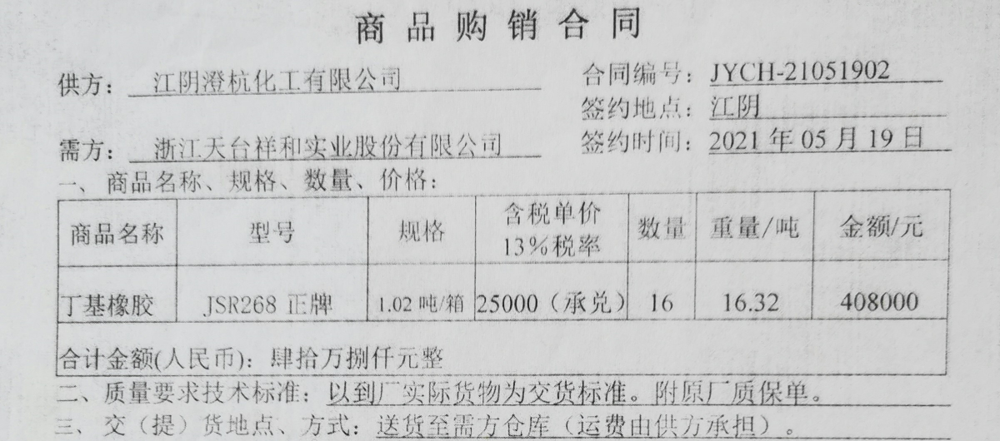 商品购销合同
供方： 江阴澄杭化工有限公司 合同编号：JYCH-21051902
签约地点：江阴
需方： 浙江天台祥和实业股份有限公司 签约时间：2021 年 05 月 19 日
一、商品名称、规格、数量、价格：
商品名称 型号 规格 含税单价 13%税率 数量 重量/吨 金额/元
丁基橡胶 JSR268 正牌 1.02 吨/箱 25000（承兑） 16 16.32 408000
合计金额(人民币)：肆拾万捌仟元整
二、质量要求技术标准：以到厂实际货物为交货标准。附原厂质保单。
三、交（提）货地点、方式：送货至需方仓库（运费由供方承担）。